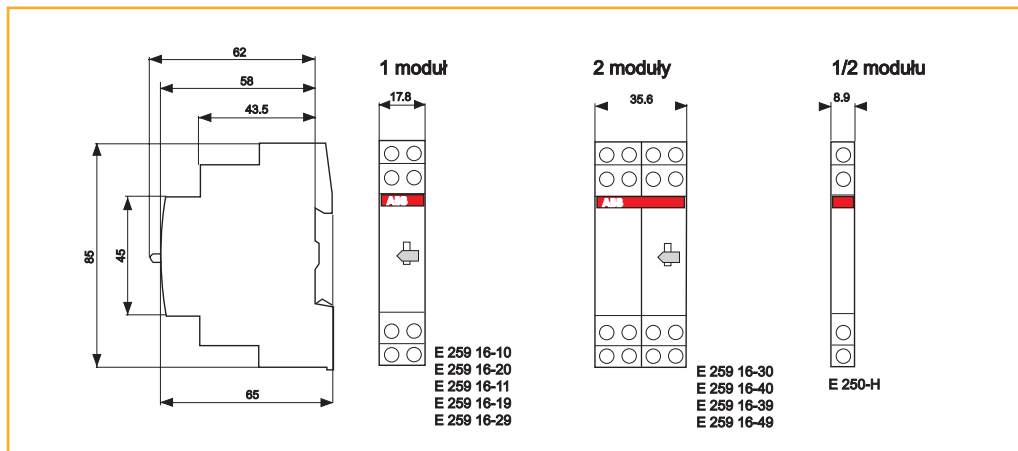 62
58
43.5
85
45
65
1 moduł
17.8
ABB
E 259 16-10
E 259 16-20
E 259 16-11
E 259 16-19
E 259 16-29
2 moduły
35.6
ABB
E 259 16-30
E 259 16-40
E 259 16-39
E 259 16-49
1/2 modułu
8.9
E 250-H